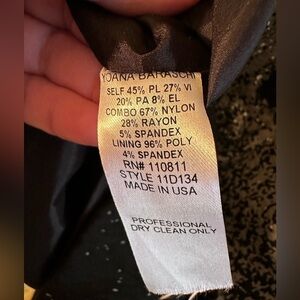 YOANA BARASCHI
SELF 45% PL 27% VI
20% PA 8% EL
COMBO 67% NYLON
28% RAYON
5% SPANDEX
LINING 96% POLY
4% SPANDEX
RN# 110811
STYLE 11D134
MADE IN USA
PROFESSIONAL
DRY CLEAN ONLY